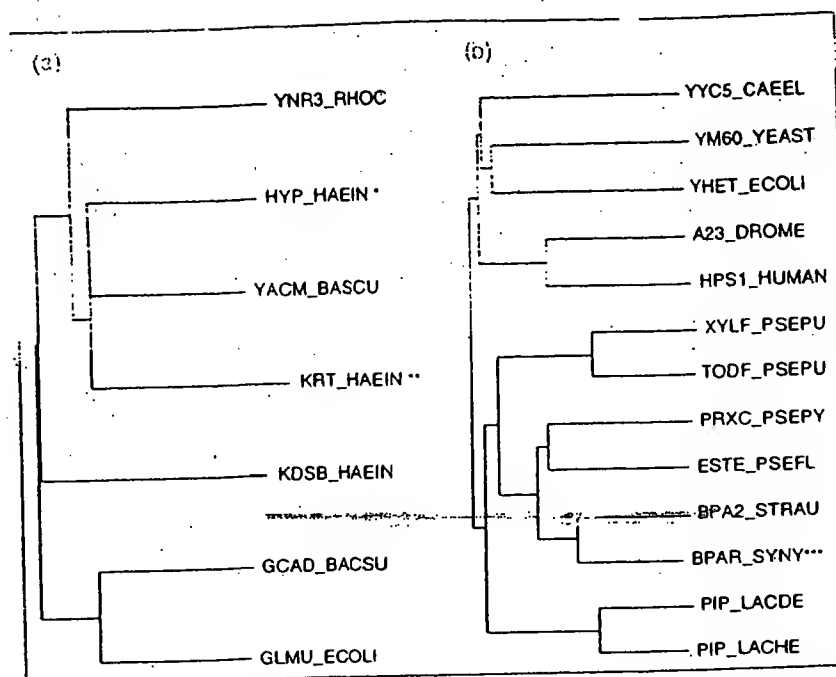 (a)
YNR3_RHOC
HYP_HAEIN*
YACM_BASCU
KRT_HAEIN**
KDSB_HAEIN
GCAD_BACSU
GLMU_ECOLI
(b)
YYC5_CAEEL
YM60_YEAST
YHET_ECOLI
A23_DROME
HPS1_HUMAN
XYLF_PSEPU
TODF_PSEPU
PRXC_PSEPY
ESTE_PSEFL
BPA2_STRAU
BPAR_SYNY***
PIP_LACDE
PIP_LACHE